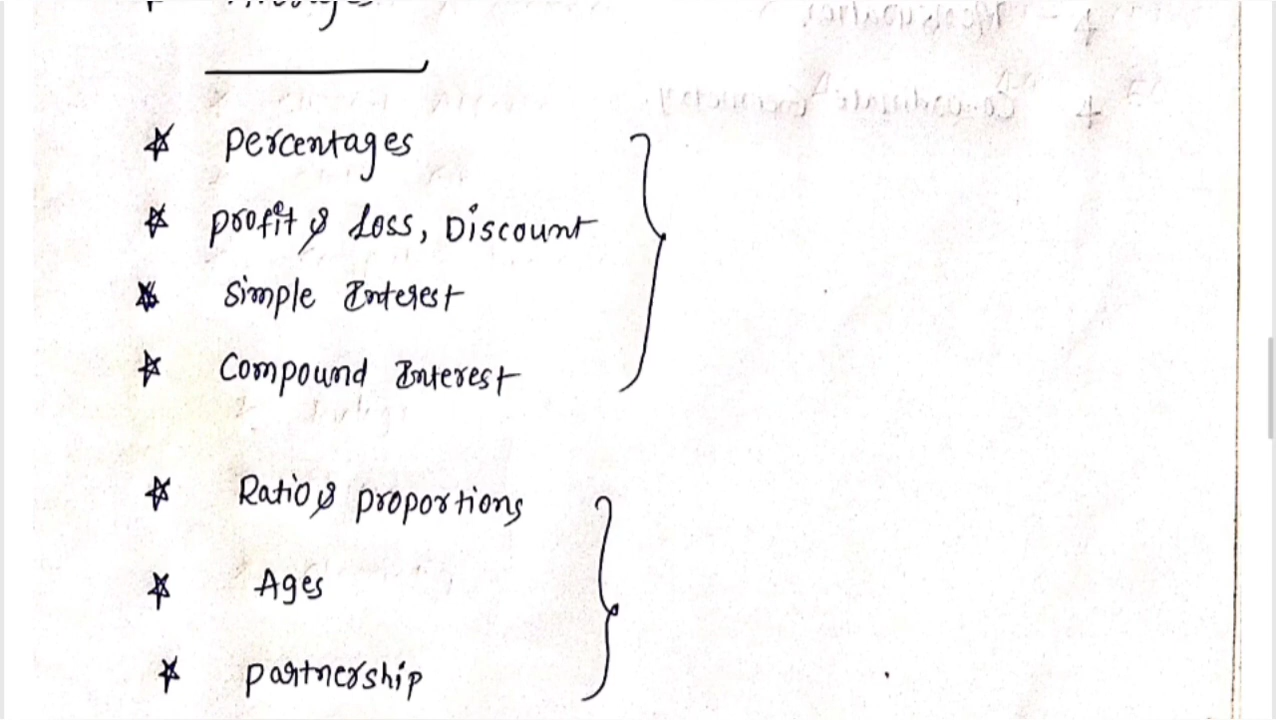 Percentages
Profit & Loss, Discount
Simple Interest
Compound Interest
Ratio & proportions
Ages
Partnership